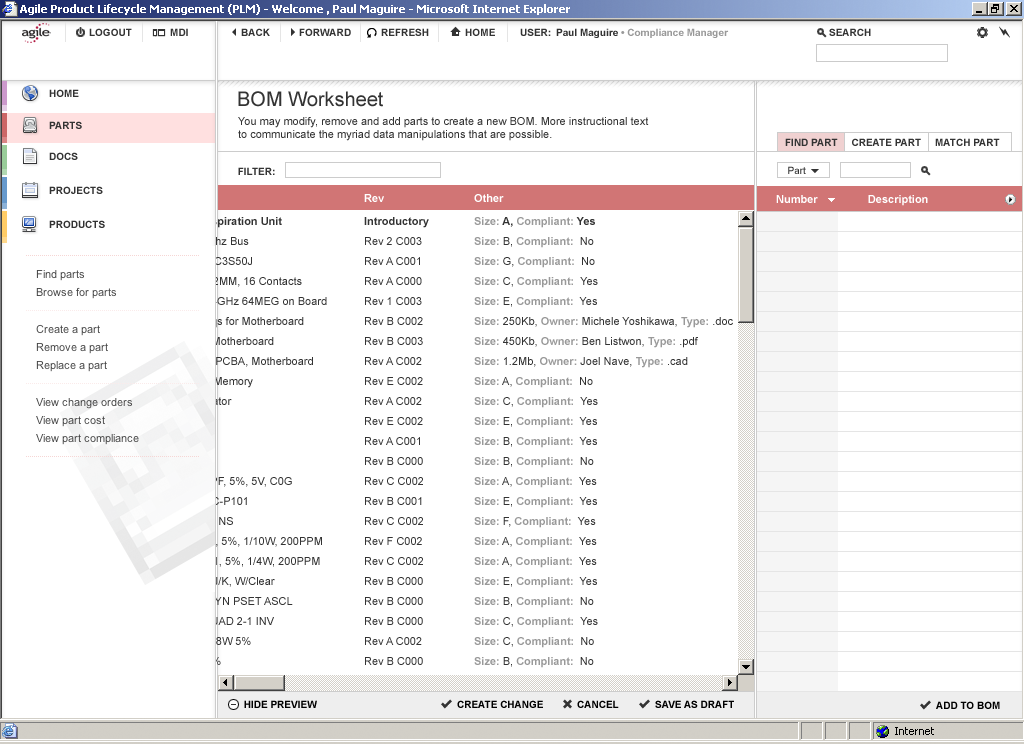 Agile Product Lifecycle Management (PLM) - Welcome , Paul Maguire - Microsoft Internet Explorer
agile LOGOUT MDI BACK FORWARD REFRESH HOME USER: Paul Maguire • Compliance Manager SEARCH
HOME
PARTS
DOCS
PROJECTS
PRODUCTS
Find parts
Browse for parts
Create a part
Remove a part
Replace a part
View change orders
View part cost
View part compliance
BOM Worksheet
You may modify, remove and add parts to create a new BOM. More instructional text
to communicate the myriad data manipulations that are possible.
FILTER:
Rev Other
piration Unit Introductory Size: A, Compliant: Yes
hz Bus Rev 2 C003 Size: B, Compliant: No
C3S50J Rev A C001 Size: G, Compliant: No
2MM, 16 Contacts Rev A C000 Size: C, Compliant: Yes
GHz 64MEG on Board Rev 1 C003 Size: E, Compliant: Yes
gs for Motherboard Rev B C002 Size: 250Kb, Owner: Michele Yoshikawa, Type: .doc
Motherboard Rev B C003 Size: 450Kb, Owner: Ben Listwon, Type: .pdf
PCBA, Motherboard Rev A C002 Size: 1.2Mb, Owner: Joel Nave, Type: .cad
Memory Rev E C002 Size: A, Compliant: No
ator Rev A C002 Size: C, Compliant: Yes
Rev E C002 Size: E, Compliant: Yes
Rev A C001 Size: B, Compliant: Yes
Rev B C000 Size: B, Compliant: No
PF, 5%, 5V, C0G Rev C C002 Size: A, Compliant: Yes
C-P101 Rev B C001 Size: E, Compliant: Yes
NS Rev C C002 Size: F, Compliant: Yes
, 5%, 1/10W, 200PPM Rev F C002 Size: A, Compliant: Yes
1, 5%, 1/4W, 200PPM Rev C C002 Size: A, Compliant: Yes
J/K, W/Clear Rev B C000 Size: E, Compliant: Yes
YN PSET ASCL Rev B C000 Size: B, Compliant: No
UAD 2-1 INV Rev B C000 Size: C, Compliant: Yes
8W 5% Rev A C002 Size: C, Compliant: No
% Rev B C000 Size: B, Compliant: No
HIDE PREVIEW CREATE CHANGE CANCEL SAVE AS DRAFT
FIND PART CREATE PART MATCH PART
Part
Number Description
ADD TO BOM
Internet